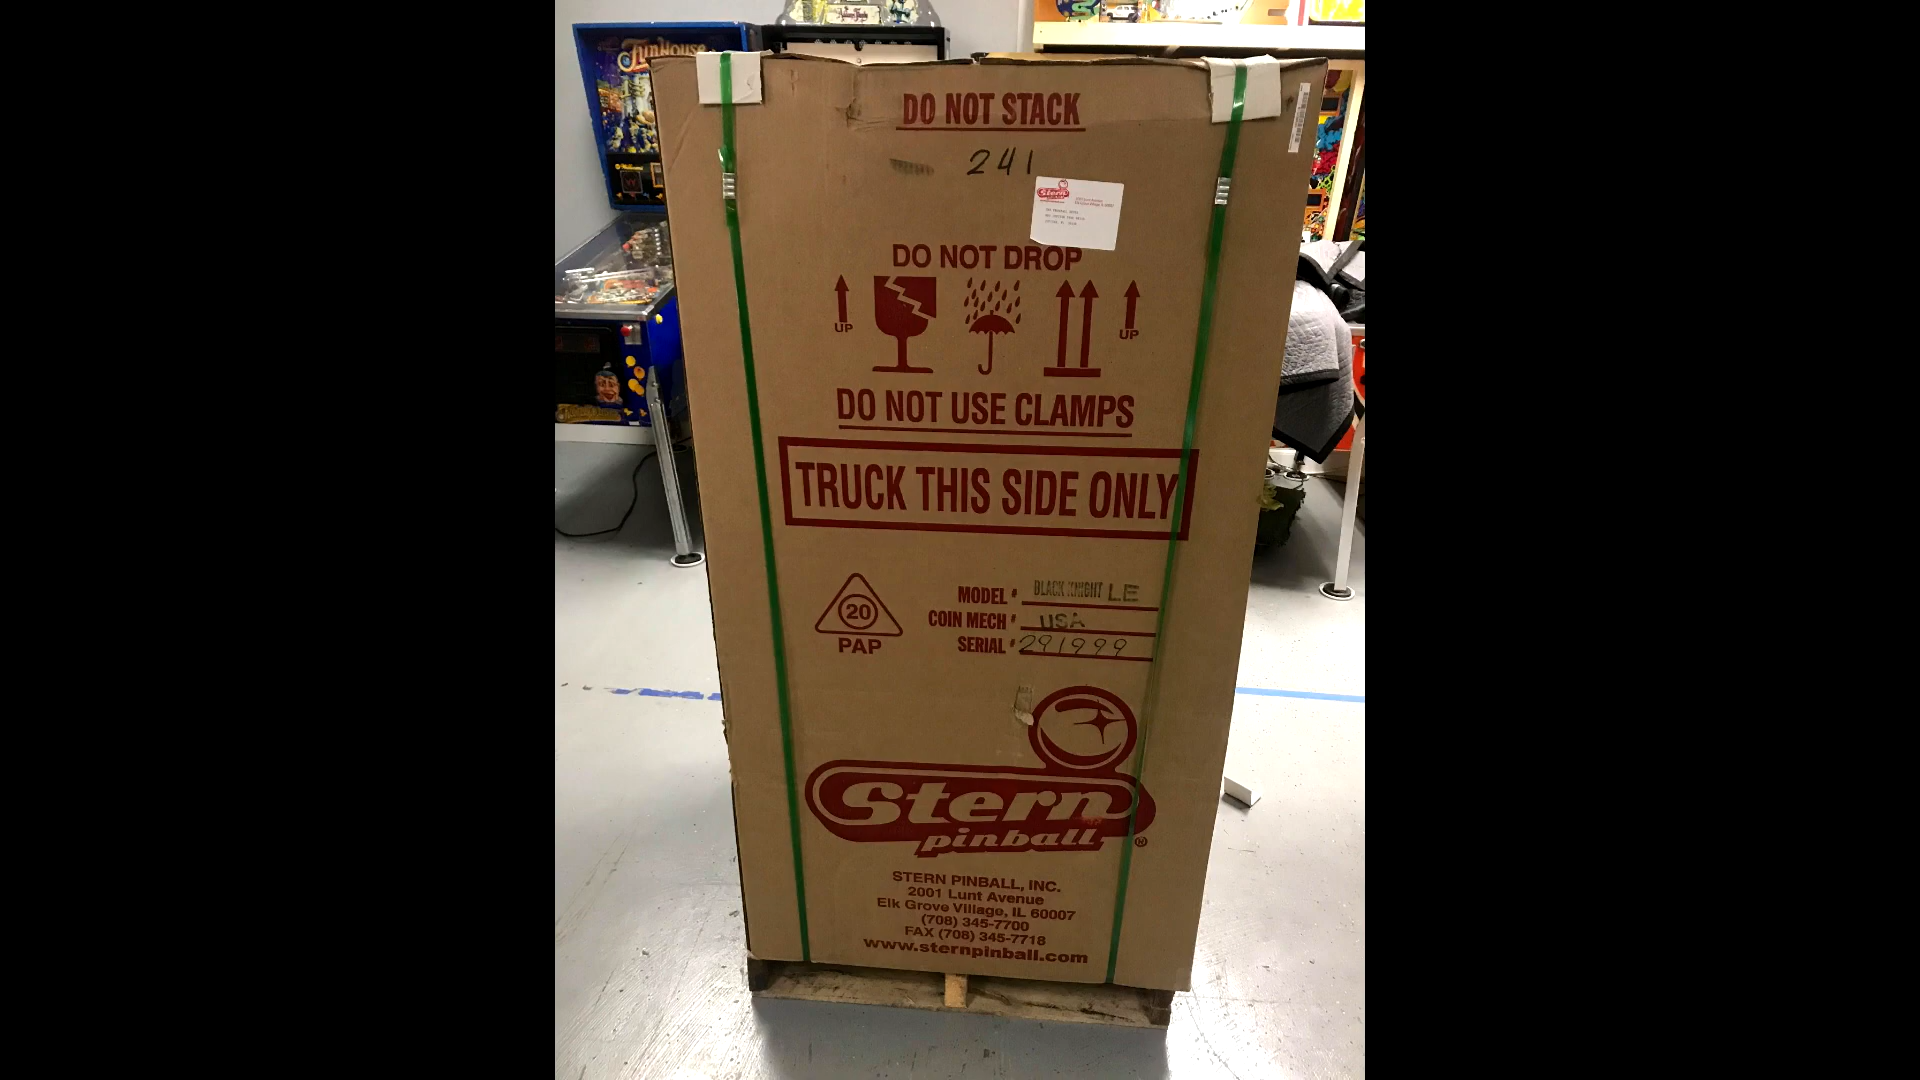 FunHouse
DO NOT STACK
241
Stern
DO NOT DROP
UP
UP
DO NOT USE CLAMPS
TRUCK THIS SIDE ONLY
20
PAP
MODEL # BLACK KNIGHT LE
COIN MECH # USA
SERIAL # 291999
Stern
pinball ®
STERN PINBALL, INC.
2001 Lunt Avenue
Elk Grove Village, IL 60007
(708) 345-7700
FAX (708) 345-7718
www.sternpinball.com